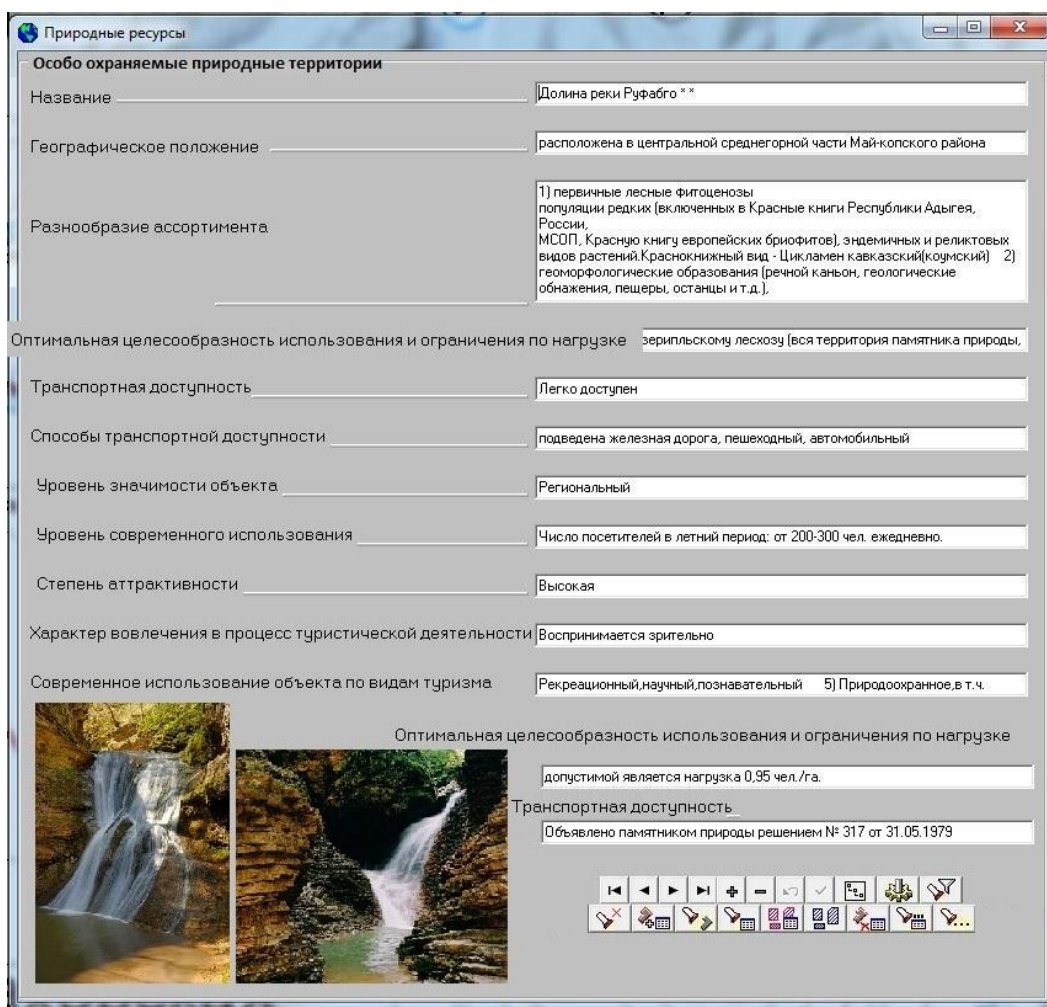 Природные ресурсы
Особо охраняемые природные территории
Название
Долина реки Руфабго * *
Географическое положение
расположена в центральной среднегорной части Май-копского района
Разнообразие ассортимента
1) первичные лесные фитоценозы
популяции редких (включенных в Красные книги Республики Адыгея,
России,
МСОП, Красную книгу европейских бриофитов), эндемичных и реликтовых
видов растений.Краснокнижный вид - Цикламен кавказский(коумский) 2)
геоморфологические образования (речной каньон, геологические
обнажения, пещеры, останцы и т.д.),
Оптимальная целесообразность использования и ограничения по нагрузке
зерипльскому лесхозу (вся территория памятника природы,
Транспортная доступность
Легко доступен
Способы транспортной доступности
подведена железная дорога, пешеходный, автомобильный
Уровень значимости объекта
Региональный
Уровень современного использования
Число посетителей в летний период: от 200-300 чел. ежедневно.
Степень аттрактивности
Высокая
Характер вовлечения в процесс туристической деятельности
Воспринимается зрительно
Современное использование объекта по видам туризма
Рекреационный,научный,познавательный 5) Природоохранное,в т.ч.
Оптимальная целесообразность использования и ограничения по нагрузке
допустимой является нагрузка 0,95 чел./га.
Транспортная доступность
Объявлено памятником природы решением № 317 от 31.05.1979